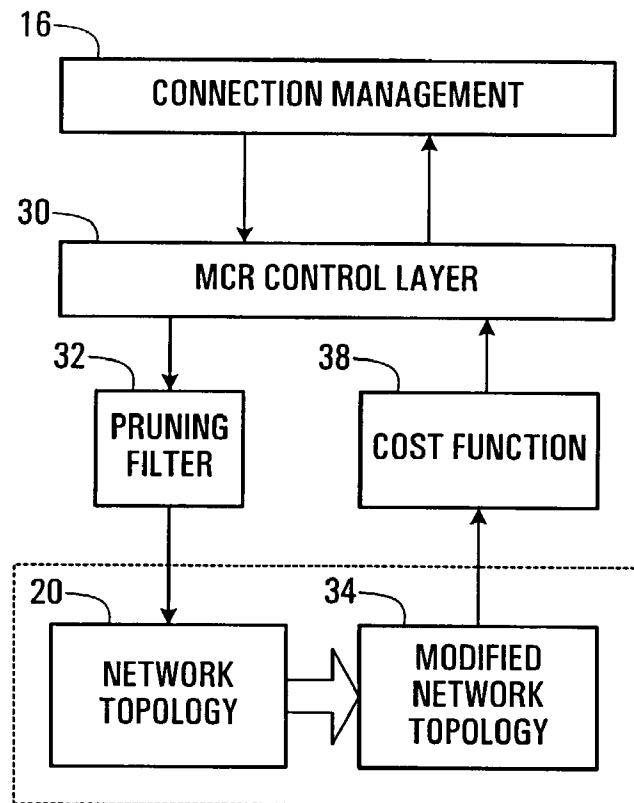 16
CONNECTION MANAGEMENT
30
MCR CONTROL LAYER
32
PRUNING
FILTER
38
COST FUNCTION
20
NETWORK
TOPOLOGY
34
MODIFIED
NETWORK
TOPOLOGY